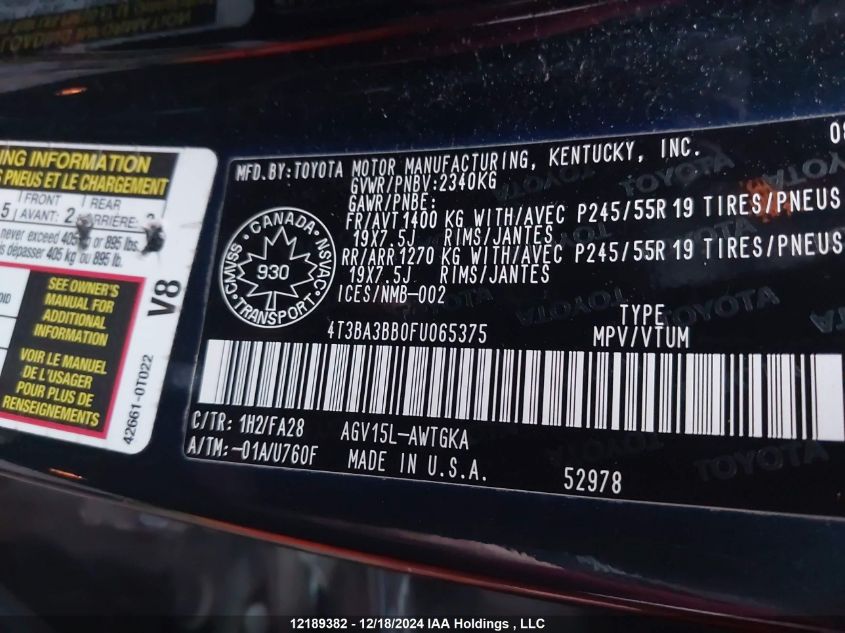 ING INFORMATION
S PNEUS ET LE CHARGEMENT
5 FRONT REAR
AVANT: 2 ARRIÈRE:
never exceed 405 or 895 lbs.
s dépasser 405 kg ou 895 lb.
SEE OWNER'S
MANUAL FOR
ADDITIONAL
INFORMATION
VOIR LE MANUEL
DE L'USAGER
POUR PLUS DE
RENSEIGNEMENTS
V8
42661-0T022
08
MFD.BY:TOYOTA MOTOR MANUFACTURING, KENTUCKY, INC.
GVWR/PNBV:2340KG
GAWR/PNBE:
FR/AVT1400 KG WITH/AVEC P245/55R 19 TIRES/PNEUS
19X7.5J RIMS/JANTES
RR/ARR1270 KG WITH/AVEC P245/55R 19 TIRES/PNEUS
19X7.5J RIMS/JANTES
ICES/NMB-002
CANADA
CMVSS NSVAC
930
TRANSPORT
4T3BA3BB0FU065375
TYPE
MPV/VTUM
C/TR: 1H2/FA28 AGV15L-AWTGKA
A/TM: -01A/U760F MADE IN U.S.A.
52978
TOYOTA
12189382 - 12/18/2024 IAA Holdings , LLC